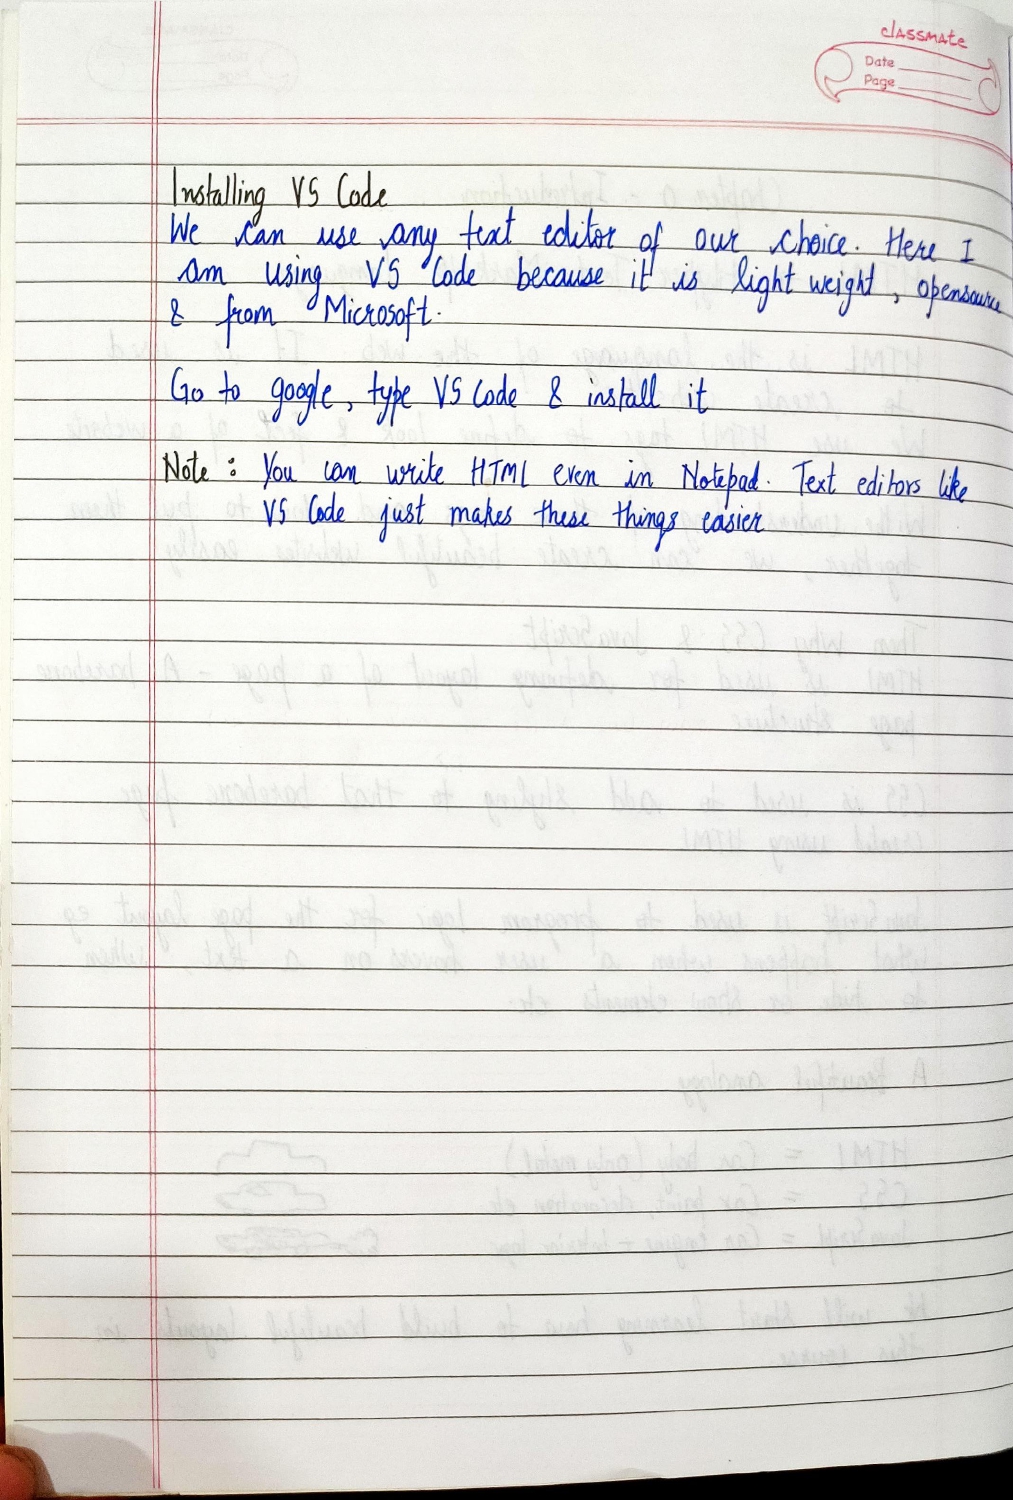 classmate
Date
Page
Installing VS Code
We can use any text editor of our choice. Here I
am using VS Code because it is light weight, opensource
& from Microsoft.
Go to google, type VS Code & install it
Note : You can write HTML even in Notepad. Text editors like
VS Code just makes these things easier